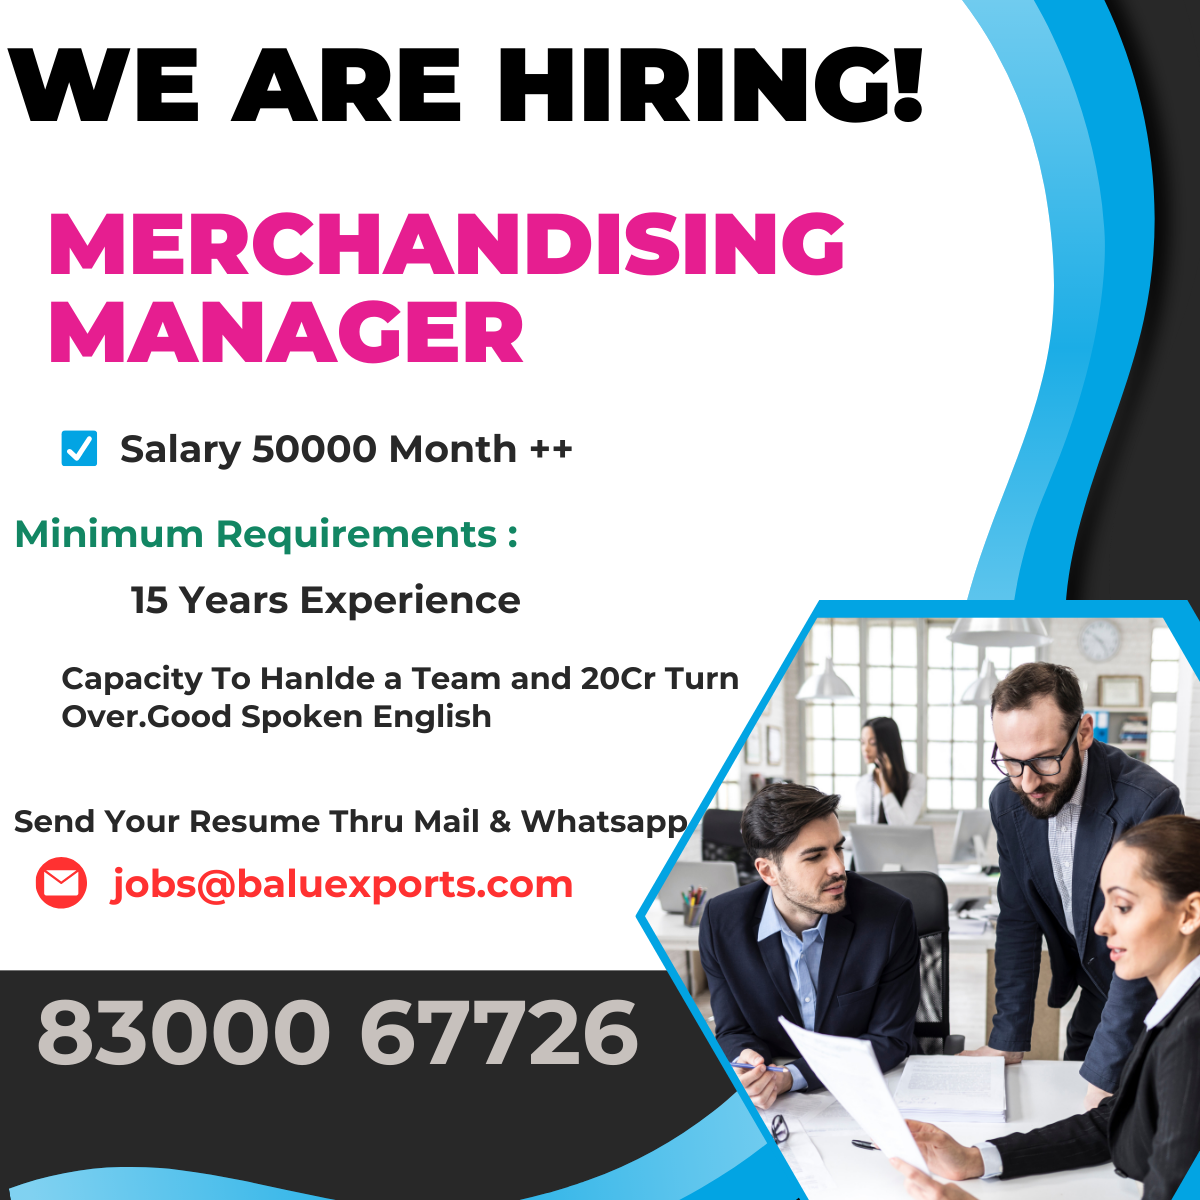 WE ARE HIRING!
MERCHANDISING
MANAGER
Salary 50000 Month ++
Minimum Requirements :
15 Years Experience
Capacity To Hanlde a Team and 20Cr Turn
Over.Good Spoken English
Send Your Resume Thru Mail & Whatsapp
jobs@baluexports.com
83000 67726